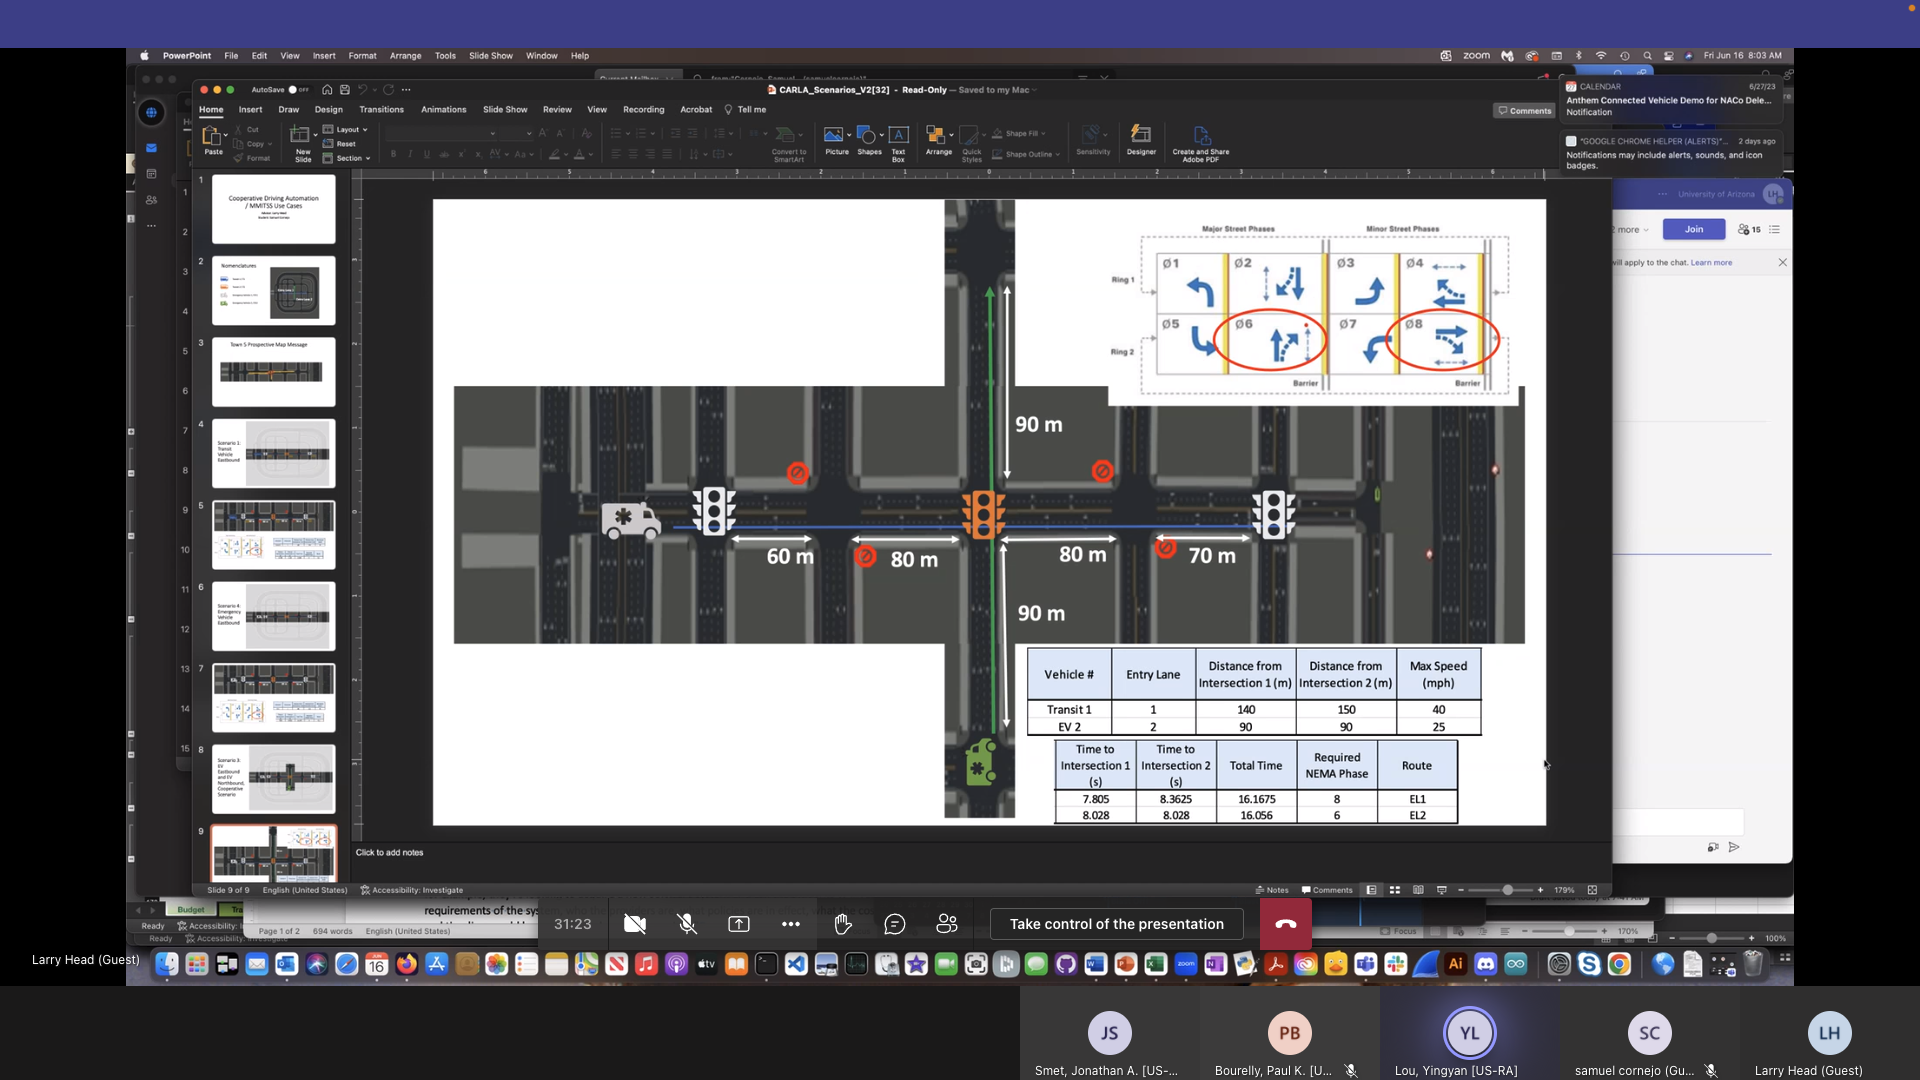 PowerPoint File Edit View Insert Format Arrange Tools Slide Show Window Help
zoom Fri Jun 16 8:03 AM
AutoSave OFF
CARLA_Scenarios_V2[32] - Read-Only — Saved to my Mac
Home Insert Draw Design Transitions Animations Slide Show Review View Recording Acrobat Tell me
Comments
Paste
Cut
Copy
Format
New Slide
Layout
Reset
Section
Convert to SmartArt
Picture
Shapes
Text Box
Arrange
Quick Styles
Shape Fill
Shape Outline
Sensitivity
Designer
Create and Share Adobe PDF
CALENDAR 6/27/23
Anthem Connected Vehicle Demo for NACo Dele...
Notification
"GOOGLE CHROME HELPER (ALERTS)"... 2 days ago
Notifications may include alerts, sounds, and icon
badges.
University of Arizona LH
2 more Join 15
will apply to the chat. Learn more
1
Cooperative Driving Automation
/ MMITSS Use Cases
2
Nomenclatures
3
Town 5 Prospective Map Message
4
Scenario 1:
Transit
Vehicle
Eastbound
5
6
Scenario 4:
Emergency
Vehicle
Eastbound
7
8
Scenario 3:
EV
Eastbound
and EV
Northbound,
Cooperative
Scenario
9
Major Street Phases Minor Street Phases
Ring 1
Ø1 Ø2 Ø3 Ø4
Ring 2
Ø5 Ø6 Ø7 Ø8
Barrier Barrier
90 m
60 m
80 m
80 m
70 m
90 m
Vehicle # Entry Lane Distance from Intersection 1 (m) Distance from Intersection 2 (m) Max Speed (mph)
Transit 1 1 140 150 40
EV 2 2 90 90 25
Time to Intersection 1 (s) Time to Intersection 2 (s) Total Time Required NEMA Phase Route
7.805 8.3625 16.1675 8 EL1
8.028 8.028 16.056 6 EL2
Click to add notes
Slide 9 of 9 English (United States) Accessibility: Investigate
Notes Comments 179%
Budget
requirements of the sys
Ready
Page 1 of 2 694 words English (United States)
Focus 170%
Ready 100%
31:23
Take control of the presentation
Larry Head (Guest)
JS PB YL SC LH
Smet, Jonathan A. [US-... Bourelly, Paul K. [U... Lou, Yingyan [US-RA] samuel cornejo (Gu... Larry Head (Guest)